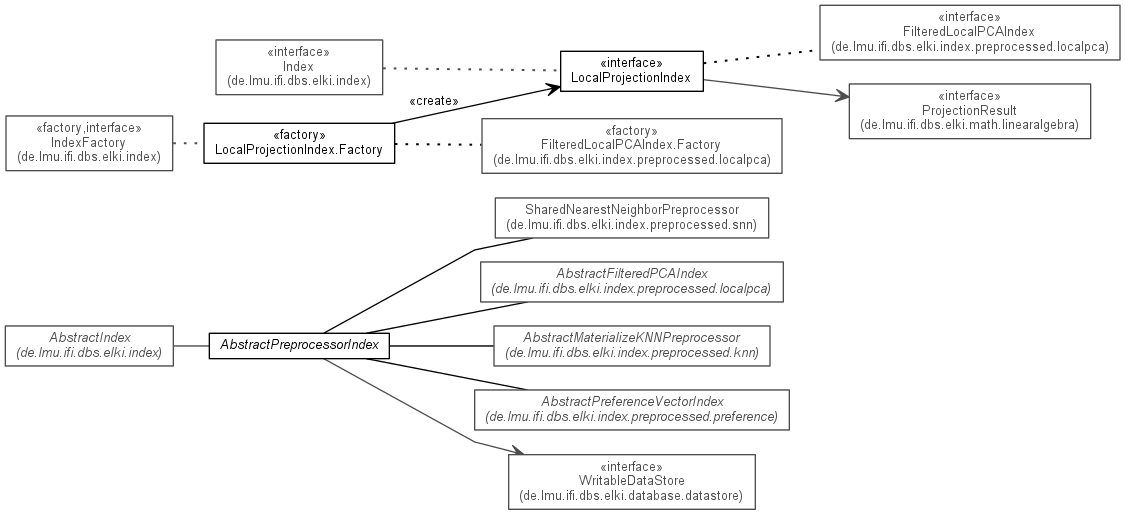 «interface»
FilteredLocalPCAIndex
(de.lmu.ifi.dbs.elki.index.preprocessed.localpca)
«interface»
Index
(de.lmu.ifi.dbs.elki.index)
«interface»
LocalProjectionIndex
«create»
«interface»
ProjectionResult
(de.lmu.ifi.dbs.elki.math.linearalgebra)
«factory,interface»
IndexFactory
(de.lmu.ifi.dbs.elki.index)
«factory»
LocalProjectionIndex.Factory
«factory»
FilteredLocalPCAIndex.Factory
(de.lmu.ifi.dbs.elki.index.preprocessed.localpca)
SharedNearestNeighborPreprocessor
(de.lmu.ifi.dbs.elki.index.preprocessed.snn)
AbstractFilteredPCAIndex
(de.lmu.ifi.dbs.elki.index.preprocessed.localpca)
AbstractIndex
(de.lmu.ifi.dbs.elki.index)
AbstractPreprocessorIndex
AbstractMaterializeKNNPreprocessor
(de.lmu.ifi.dbs.elki.index.preprocessed.knn)
AbstractPreferenceVectorIndex
(de.lmu.ifi.dbs.elki.index.preprocessed.preference)
«interface»
WritableDataStore
(de.lmu.ifi.dbs.elki.database.datastore)